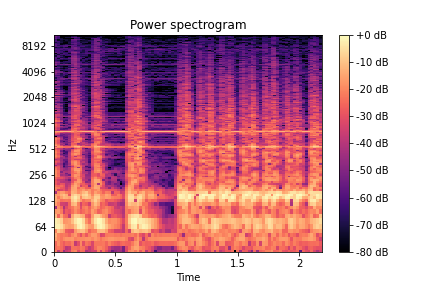 Power spectrogram
8192
4096
2048
1024
512
256
128
64
0
Hz
0 0.5 1 1.5 2
Time
+0 dB
-10 dB
-20 dB
-30 dB
-40 dB
-50 dB
-60 dB
-70 dB
-80 dB